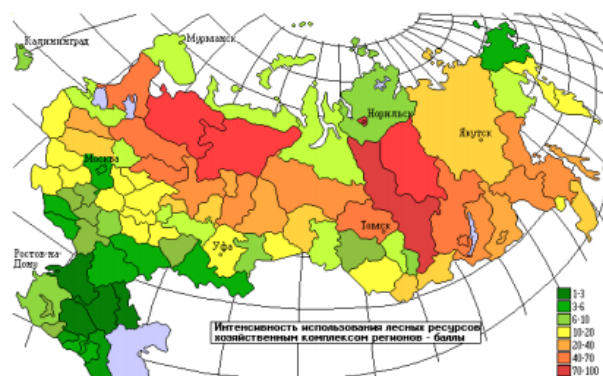 Калининград
Мурманск
Норильск
Якутск
Москва
Томск
Уфа
Ростов-на-
Дону
Интенсивность использования лесных ресурсов
хозяйственным комплексом регионов - баллы
1-3
3-6
6-10
10-20
20-40
40-70
70-100